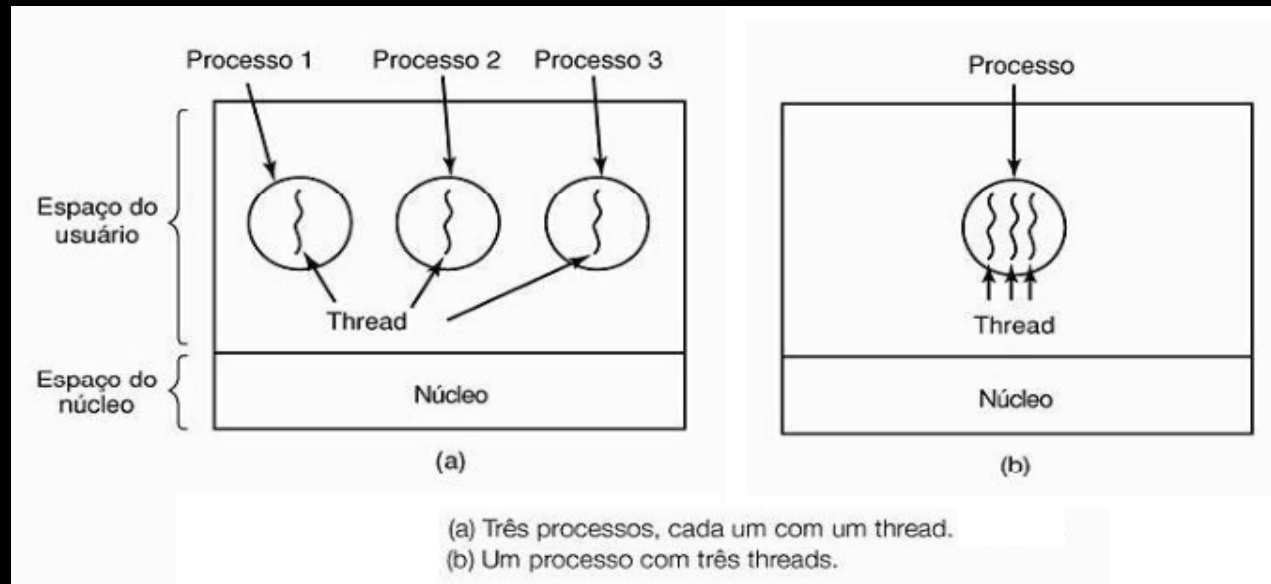 Processo 1 Processo 2 Processo 3
Espaço do
usuário
Thread
Espaço do
núcleo
Núcleo
(a)
Processo
Thread
Núcleo
(b)
(a) Três processos, cada um com um thread.
(b) Um processo com três threads.